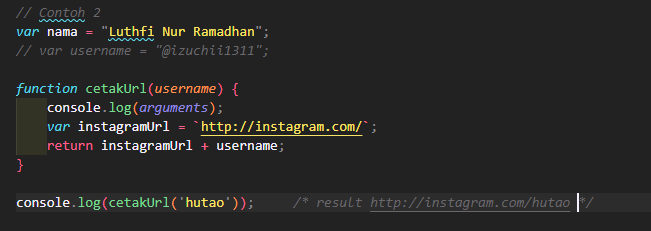 // Contoh 2
var nama = "Luthfi Nur Ramadhan";
// var username = "@izuchii1311";
function cetakUrl(username) {
console.log(arguments);
var instagramUrl = `http://instagram.com/`;
return instagramUrl + username;
}
console.log(cetakUrl('hutao')); /* result http://instagram.com/hutao */